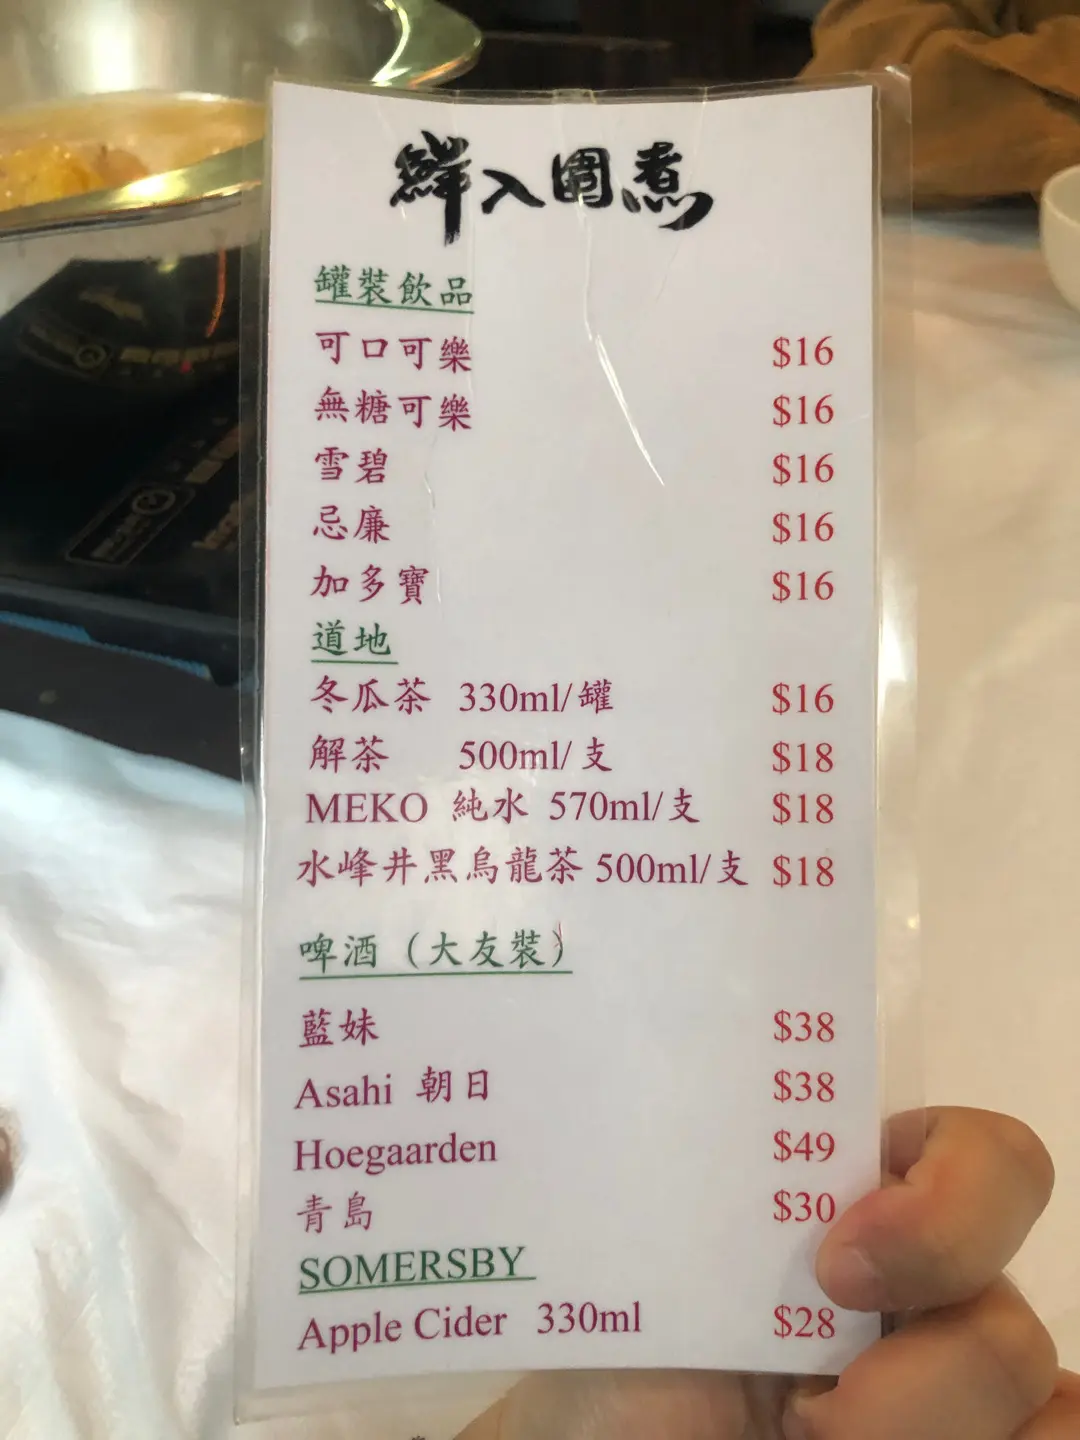 鮮入圍煮
罐裝飲品
可口可樂 $16
無糖可樂 $16
雪碧 $16
忌廉 $16
加多寶 $16
道地
冬瓜茶 330ml/罐 $16
解茶 500ml/支 $18
MEKO 純水 570ml/支 $18
水峰井黑烏龍茶 500ml/支 $18
啤酒（大友裝）
藍妹 $38
Asahi 朝日 $38
Hoegaarden $49
青島 $30
SOMERSBY
Apple Cider 330ml $28